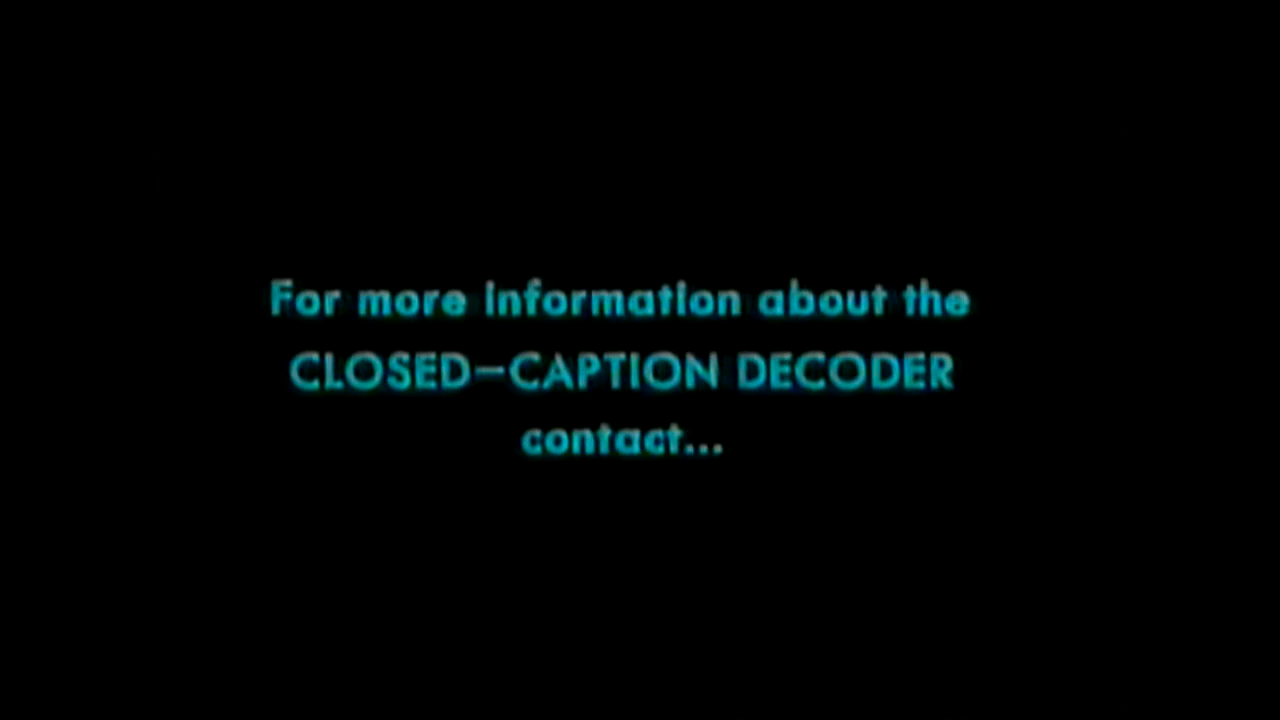 For more information about the
CLOSED—CAPTION DECODER
contact...